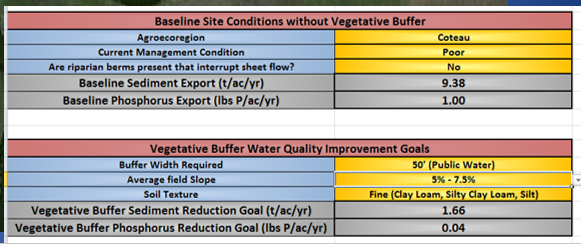 Baseline Site Conditions without Vegetative Buffer
Agroecoregion Coteau
Current Management Condition Poor
Are riparian berms present that interrupt sheet flow? No
Baseline Sediment Export (t/ac/yr) 9.38
Baseline Phosphorus Export (lbs P/ac/yr) 1.00
Vegetative Buffer Water Quality Improvement Goals
Buffer Width Required 50' (Public Water)
Average field Slope 5% - 7.5%
Soil Texture Fine (Clay Loam, Silty Clay Loam, Silt)
Vegetative Buffer Sediment Reduction Goal (t/ac/yr) 1.66
Vegetative Buffer Phosphorus Reduction Goal (lbs P/ac/yr) 0.04